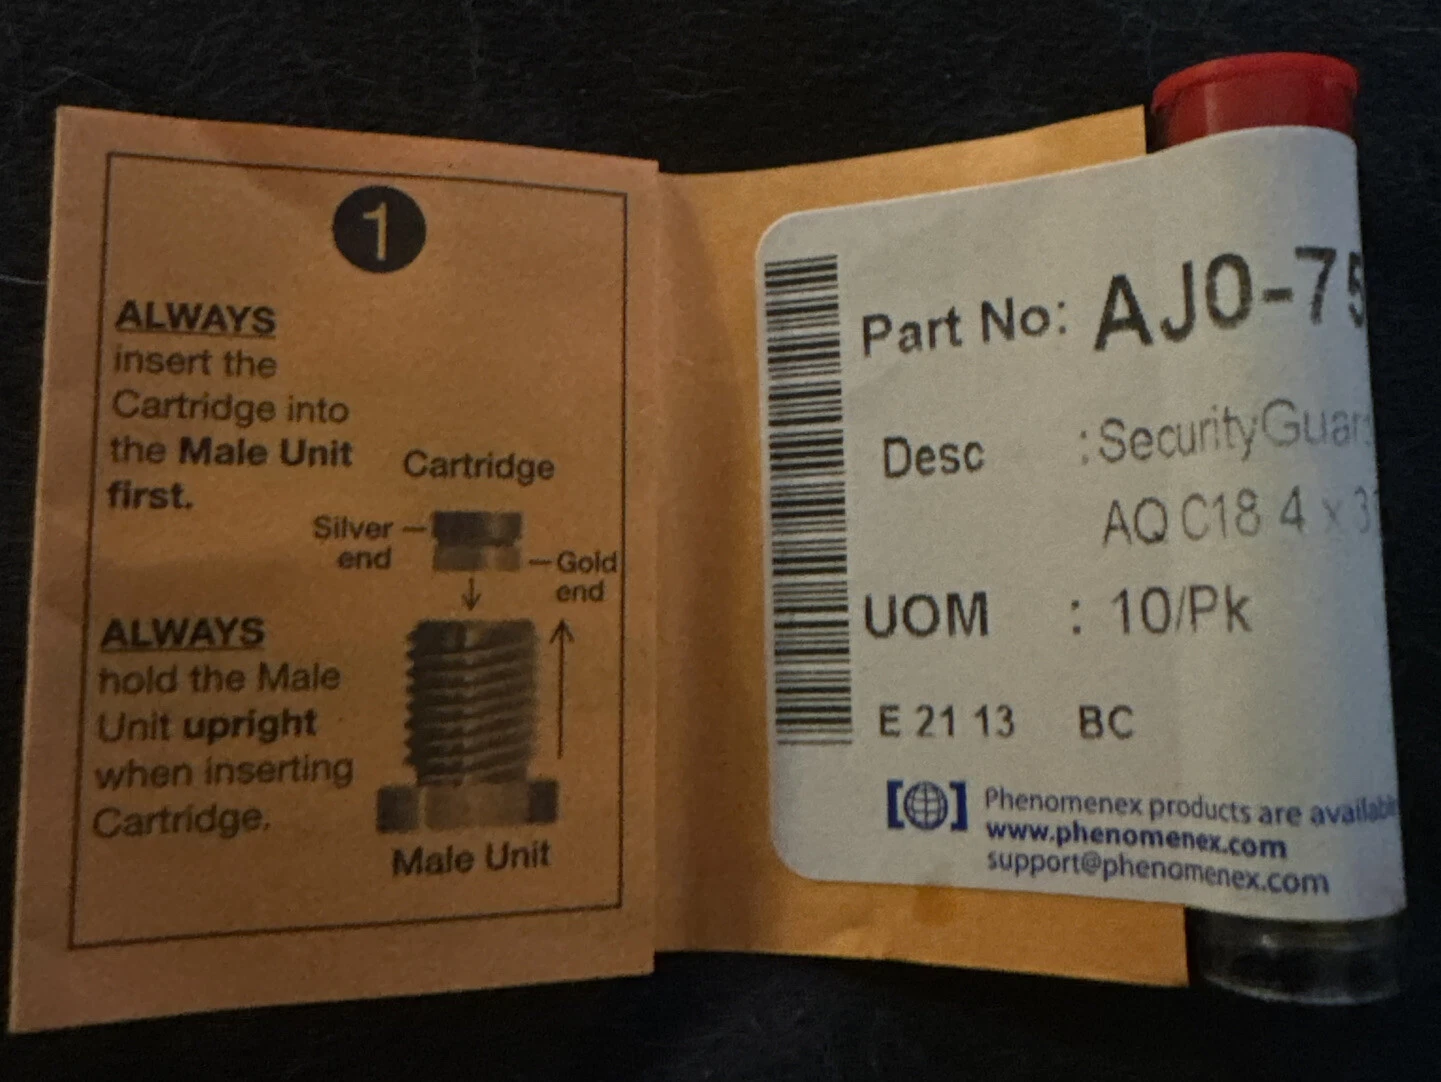 1
ALWAYS
insert the
Cartridge into
the Male Unit
first.
Cartridge
Silver
end
Gold
end
ALWAYS
hold the Male
Unit upright
when inserting
Cartridge.
Male Unit
Part No: AJ0-75
Desc : SecurityGuar
AQ C18 4 x 3
UOM : 10/Pk
E 21 13 BC
Phenomenex products are availab
www.phenomenex.com
support@phenomenex.com